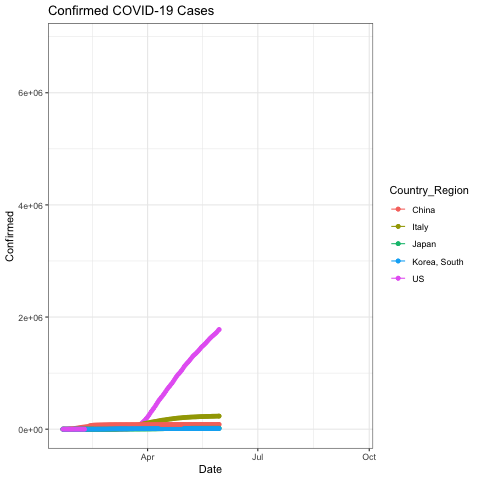 Confirmed COVID-19 Cases
Confirmed
6e+06
4e+06
2e+06
0e+00
Apr
Jul
Oct
Date
Country_Region
China
Italy
Japan
Korea, South
US